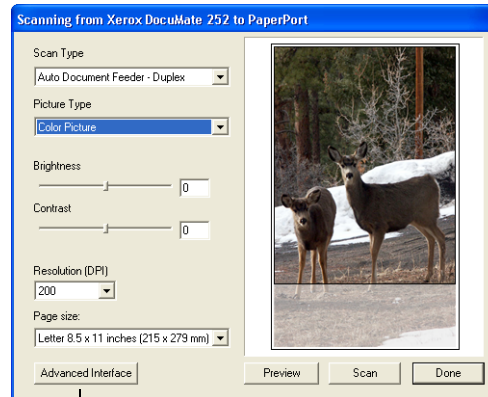 Scanning from Xerox DocuMate 252 to PaperPort
Scan Type
Auto Document Feeder - Duplex
Picture Type
Color Picture
Brightness
0
Contrast
0
Resolution (DPI)
200
Page size:
Letter 8.5 x 11 inches (215 x 279 mm)
Advanced Interface
Preview
Scan
Done